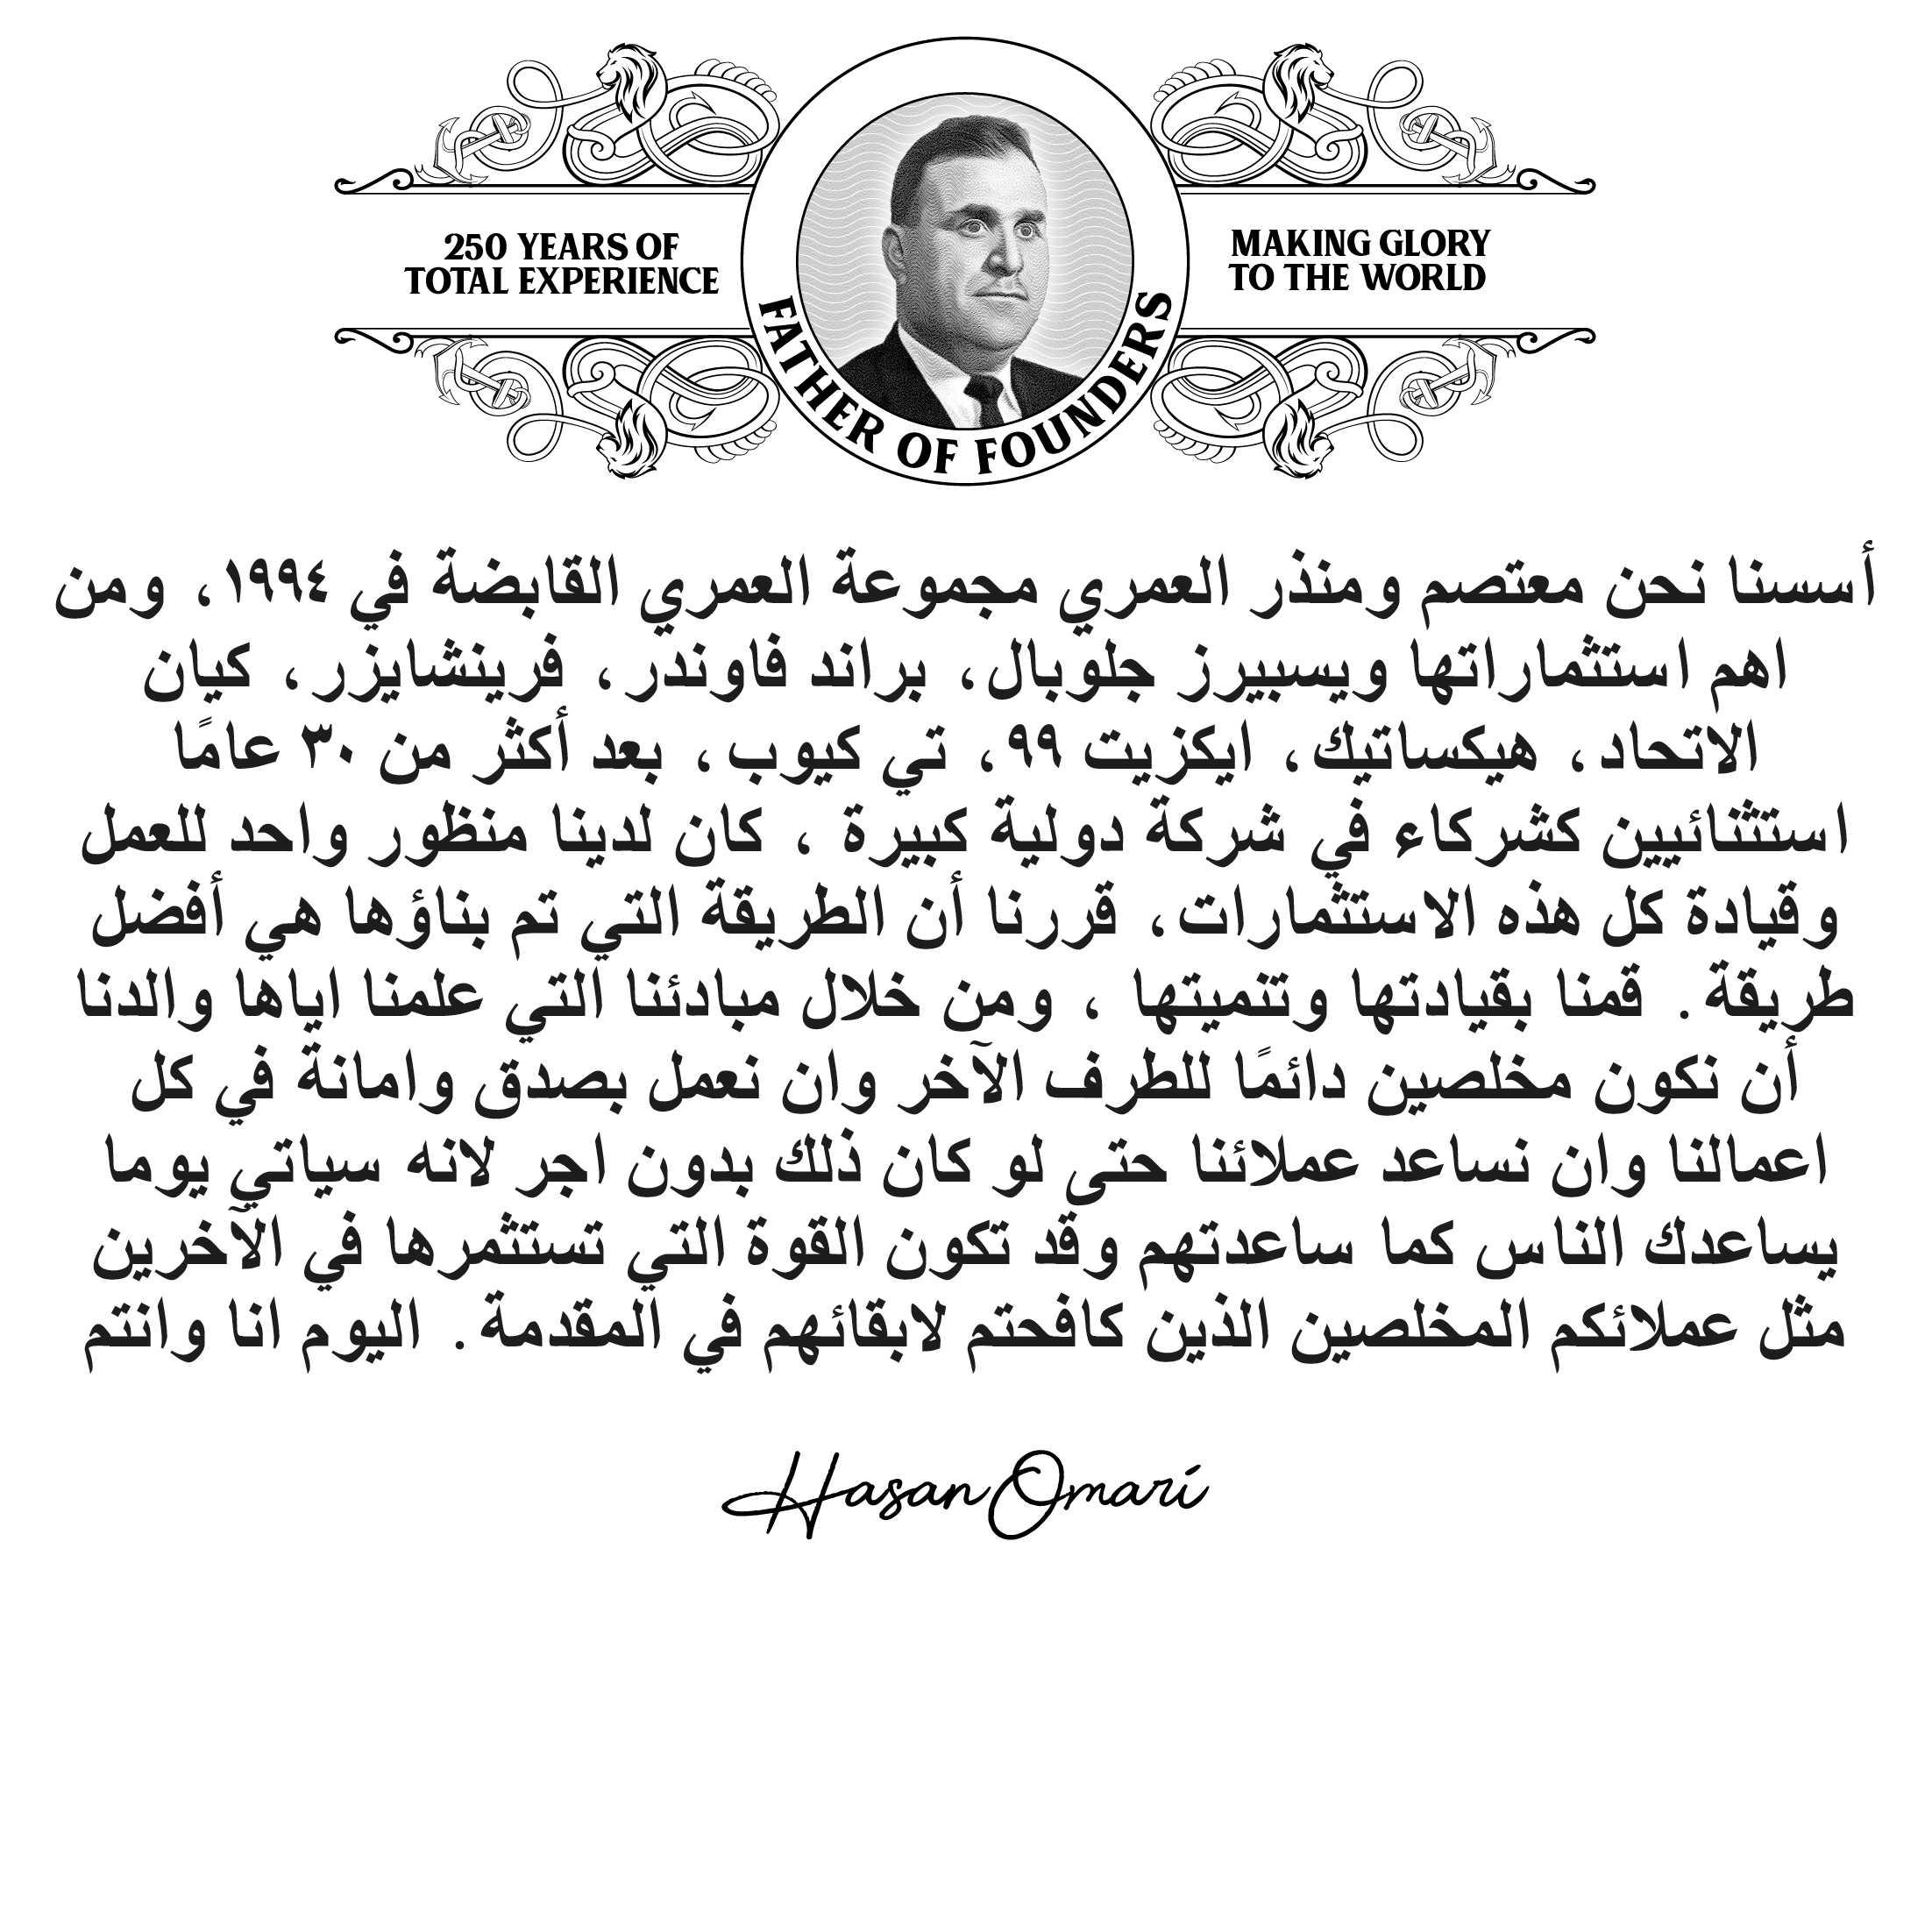 250 YEARS OF
TOTAL EXPERIENCE
MAKING GLORY
TO THE WORLD
FATHER OF FOUNDERS
أسسنا نحن معتصم ومنذر العمري مجموعة العمري القابضة في ١٩٩٤، ومن
اهم استثماراتها ويسبيرز جلوبال، براند فاوندر، فرينشايزر، كيان
الاتحاد، هيكساتيك، ايكزيت ٩٩، تي كيوب، بعد أكثر من ٣٠ عامًا
استثنائيين كشركاء في شركة دولية كبيرة ، كان لدينا منظور واحد للعمل
وقيادة كل هذه الاستثمارات، قررنا أن الطريقة التي تم بناؤها هي أفضل
طريقة. قمنا بقيادتها وتنميتها ، ومن خلال مبادئنا التي علمنا اياها والدنا
أن نكون مخلصين دائمًا للطرف الآخر وان نعمل بصدق وامانة في كل
اعمالنا وان نساعد عملائنا حتى لو كان ذلك بدون اجر لانه سياتي يوما
يساعدك الناس كما ساعدتهم وقد تكون القوة التي تستثمرها في الآخرين
مثل عملائكم المخلصين الذين كافحتم لابقائهم في المقدمة. اليوم انا وانتم
Hasan Omari